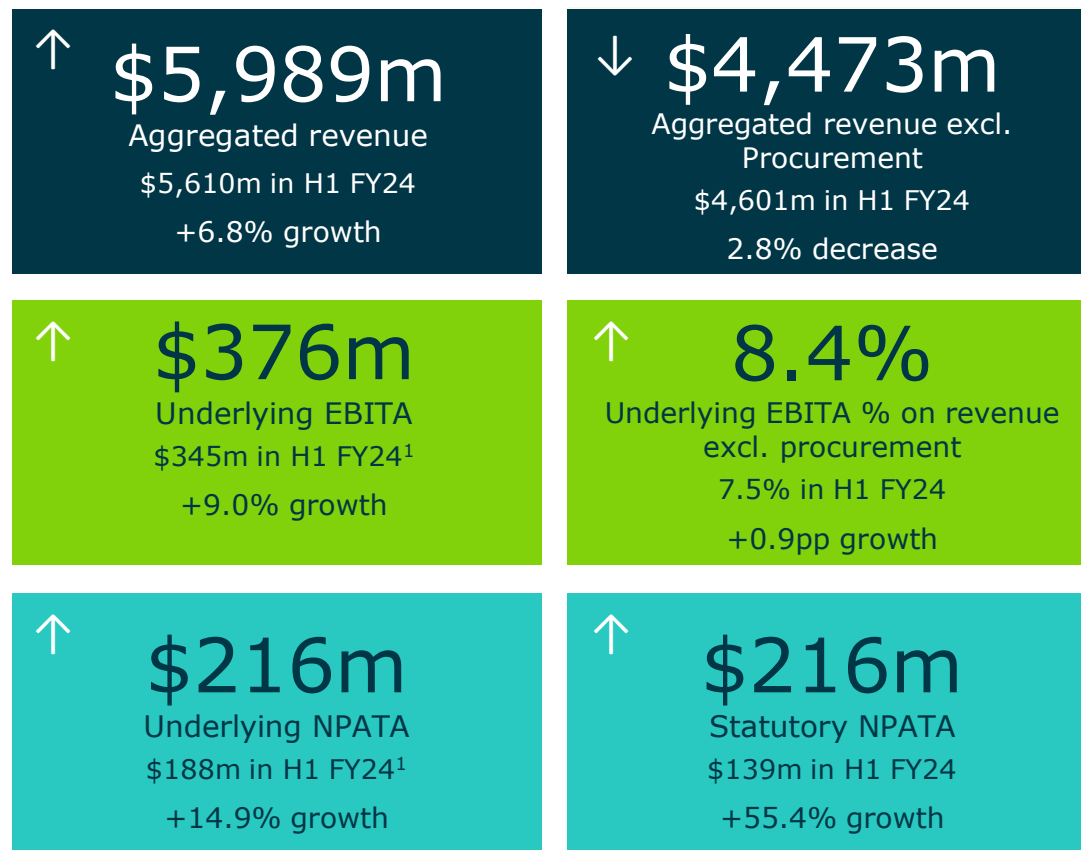 ↑ $5,989m
Aggregated revenue
$5,610m in H1 FY24
+6.8% growth
↓ $4,473m
Aggregated revenue excl.
Procurement
$4,601m in H1 FY24
2.8% decrease
↑ $376m
Underlying EBITA
$345m in H1 FY24¹
+9.0% growth
↑ 8.4%
Underlying EBITA % on revenue
excl. procurement
7.5% in H1 FY24
+0.9pp growth
↑ $216m
Underlying NPATA
$188m in H1 FY24¹
+14.9% growth
↑ $216m
Statutory NPATA
$139m in H1 FY24
+55.4% growth